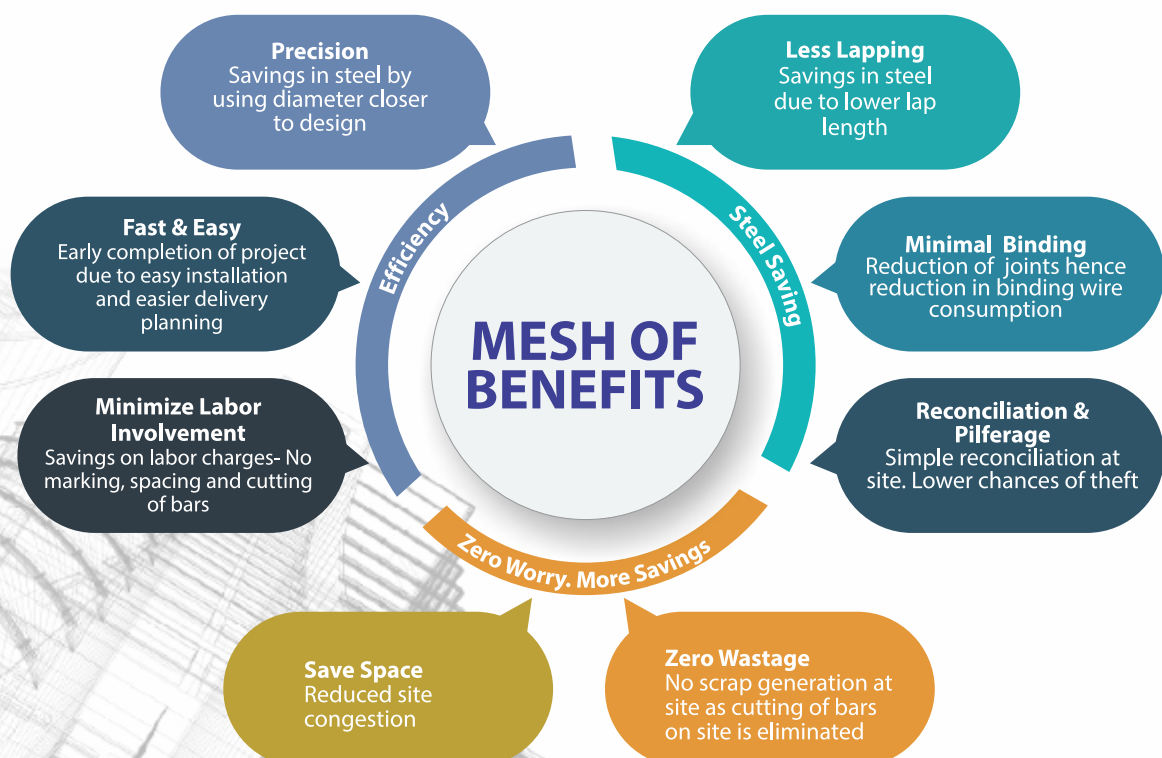 Precision
Savings in steel by
using diameter closer
to design
Less Lapping
Savings in steel
due to lower lap
length
Fast & Easy
Early completion of project
due to easy installation
and easier delivery
planning
Efficiency
Steel Saving
Minimal Binding
Reduction of joints hence
reduction in binding wire
consumption
MESH OF
BENEFITS
Minimize Labor
Involvement
Savings on labor charges- No
marking, spacing and cutting
of bars
Reconciliation &
Pilferage
Simple reconciliation at
site. Lower chances of theft
Zero Worry. More Savings
Save Space
Reduced site
congestion
Zero Wastage
No scrap generation at
site as cutting of bars
on site is eliminated